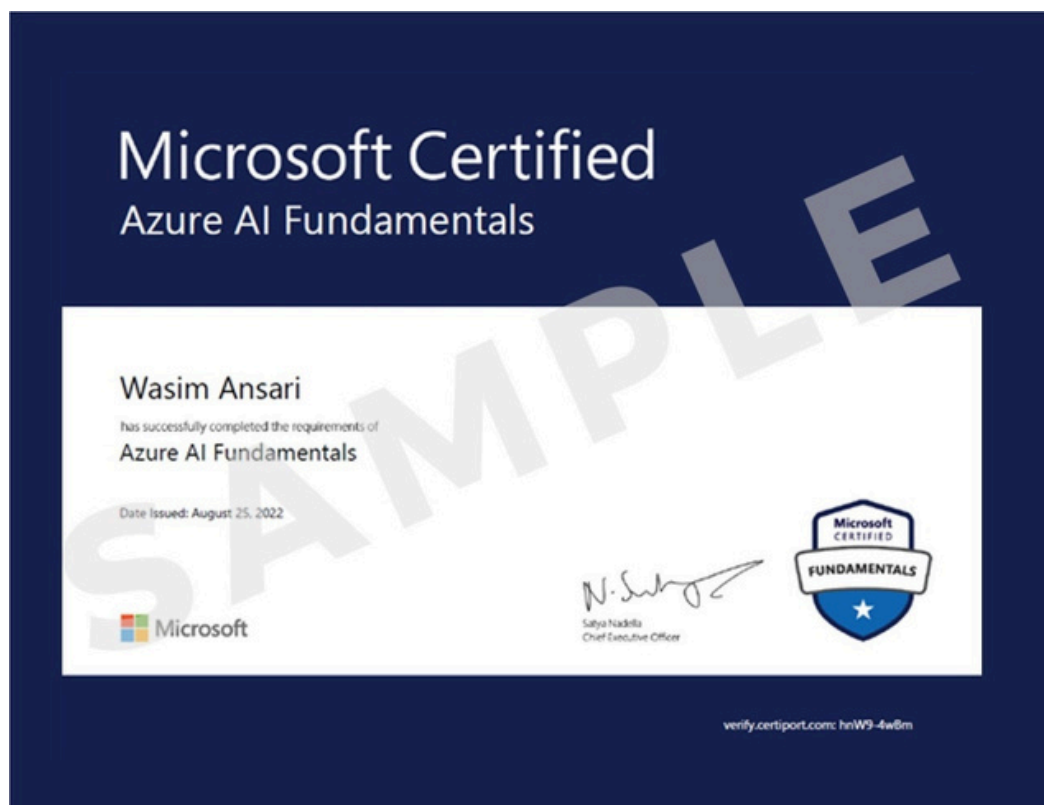 Microsoft Certified
Azure AI Fundamentals
SAMPLE
Wasim Ansari
has successfully completed the requirements of
Azure AI Fundamentals
Date Issued: August 25, 2022
Microsoft
CERTIFIED
FUNDAMENTALS
Satya Nadella
Chief Executive Officer
Microsoft
verify.certiport.com: hnW9-4wBm